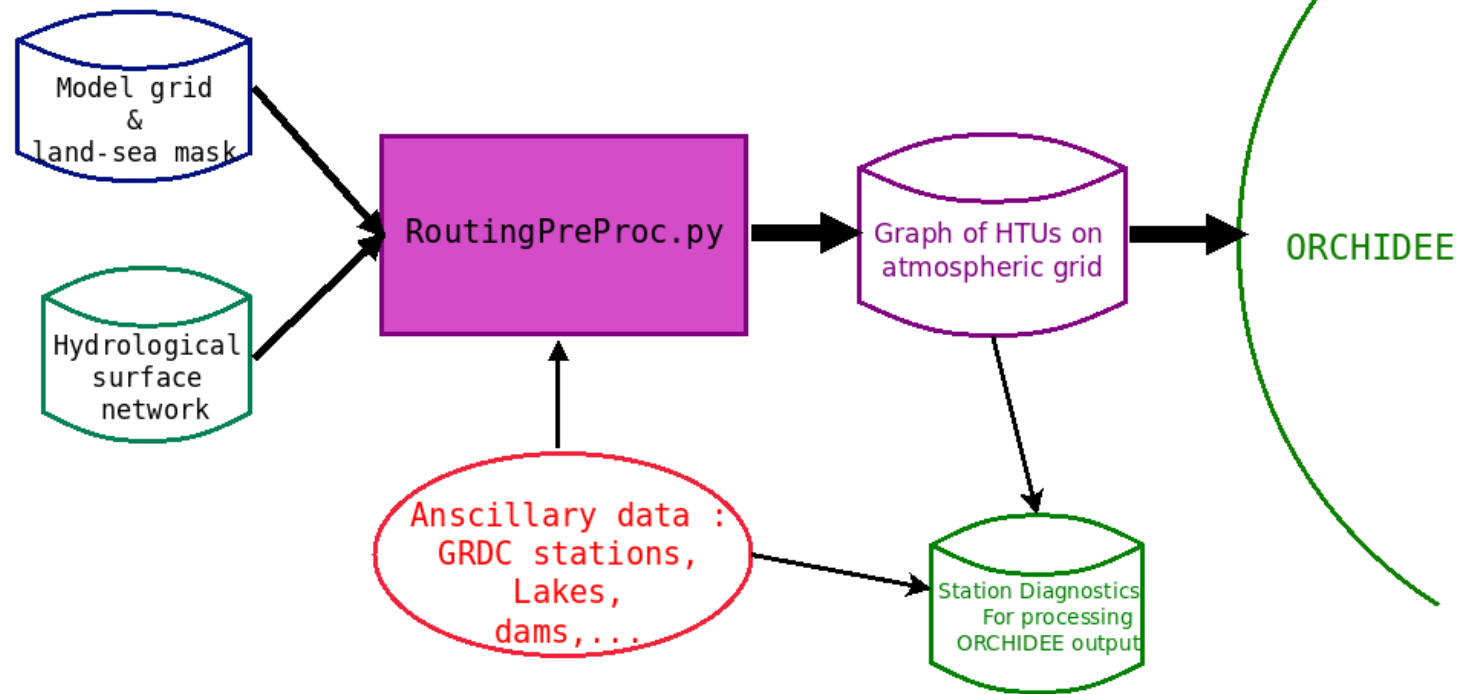 Model grid
&
land-sea mask
RoutingPreProc.py
Graph of HTUs on
atmospheric grid
ORCHIDEE
Hydrological
surface
network
Anscillary data :
GRDC stations,
Lakes,
dams,...
Station Diagnostics
For processing
ORCHIDEE output